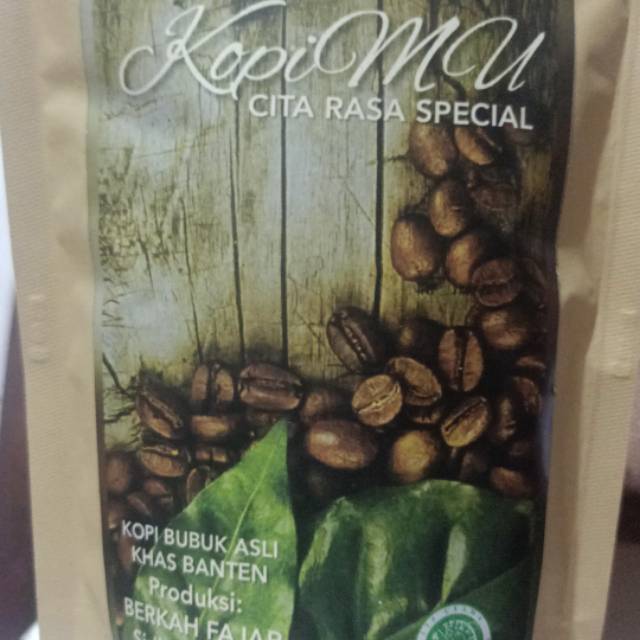 KopiMU
CITA RASA SPECIAL
KOPI BUBUK ASLI
KHAS BANTEN
Produksi:
BERKAH FAJAR